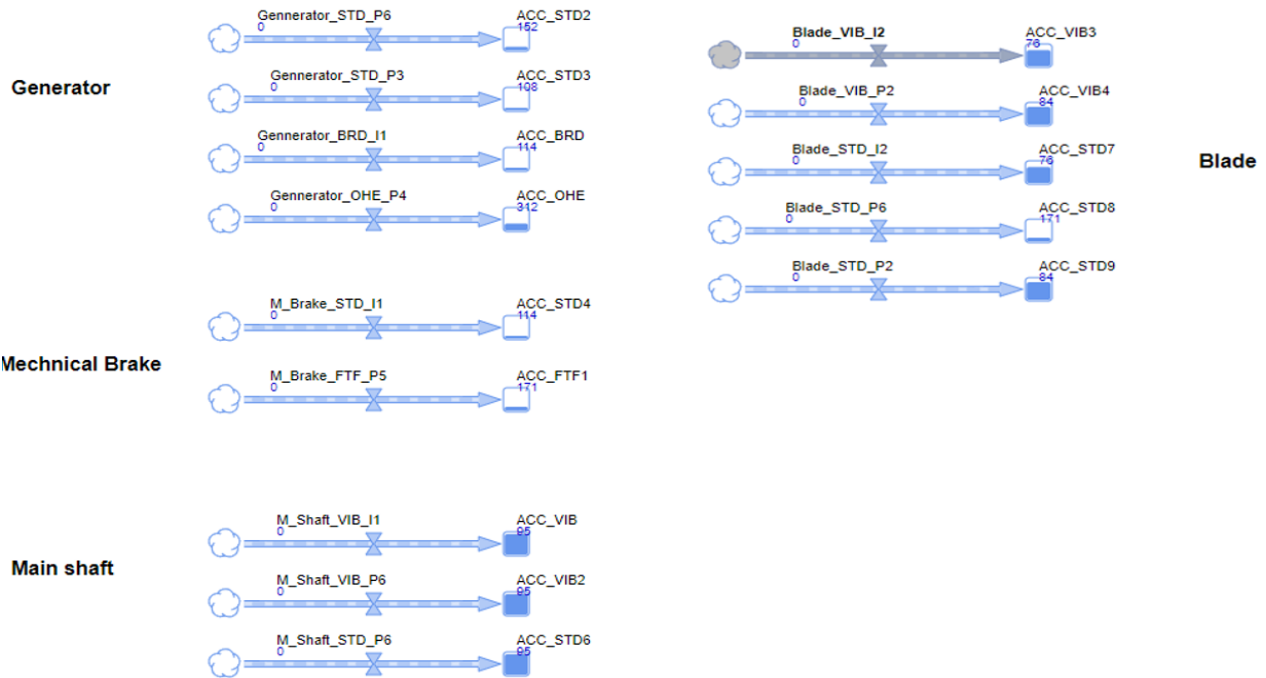 Generator
Gennerator_STD_P6
0
ACC_STD2
152
Gennerator_STD_P3
0
ACC_STD3
108
Gennerator_BRD_I1
0
ACC_BRD
114
Gennerator_OHE_P4
0
ACC_OHE
312
Mechnical Brake
M_Brake_STD_I1
0
ACC_STD4
114
M_Brake_FTF_P5
0
ACC_FTF1
171
Main shaft
M_Shaft_VIB_I1
0
ACC_VIB
95
M_Shaft_VIB_P6
0
ACC_VIB2
95
M_Shaft_STD_P6
0
ACC_STD6
95
Blade_VIB_I2
0
ACC_VIB3
76
Blade_VIB_P2
0
ACC_VIB4
84
Blade_STD_I2
0
ACC_STD7
76
Blade_STD_P6
0
ACC_STD8
171
Blade_STD_P2
0
ACC_STD9
84
Blade